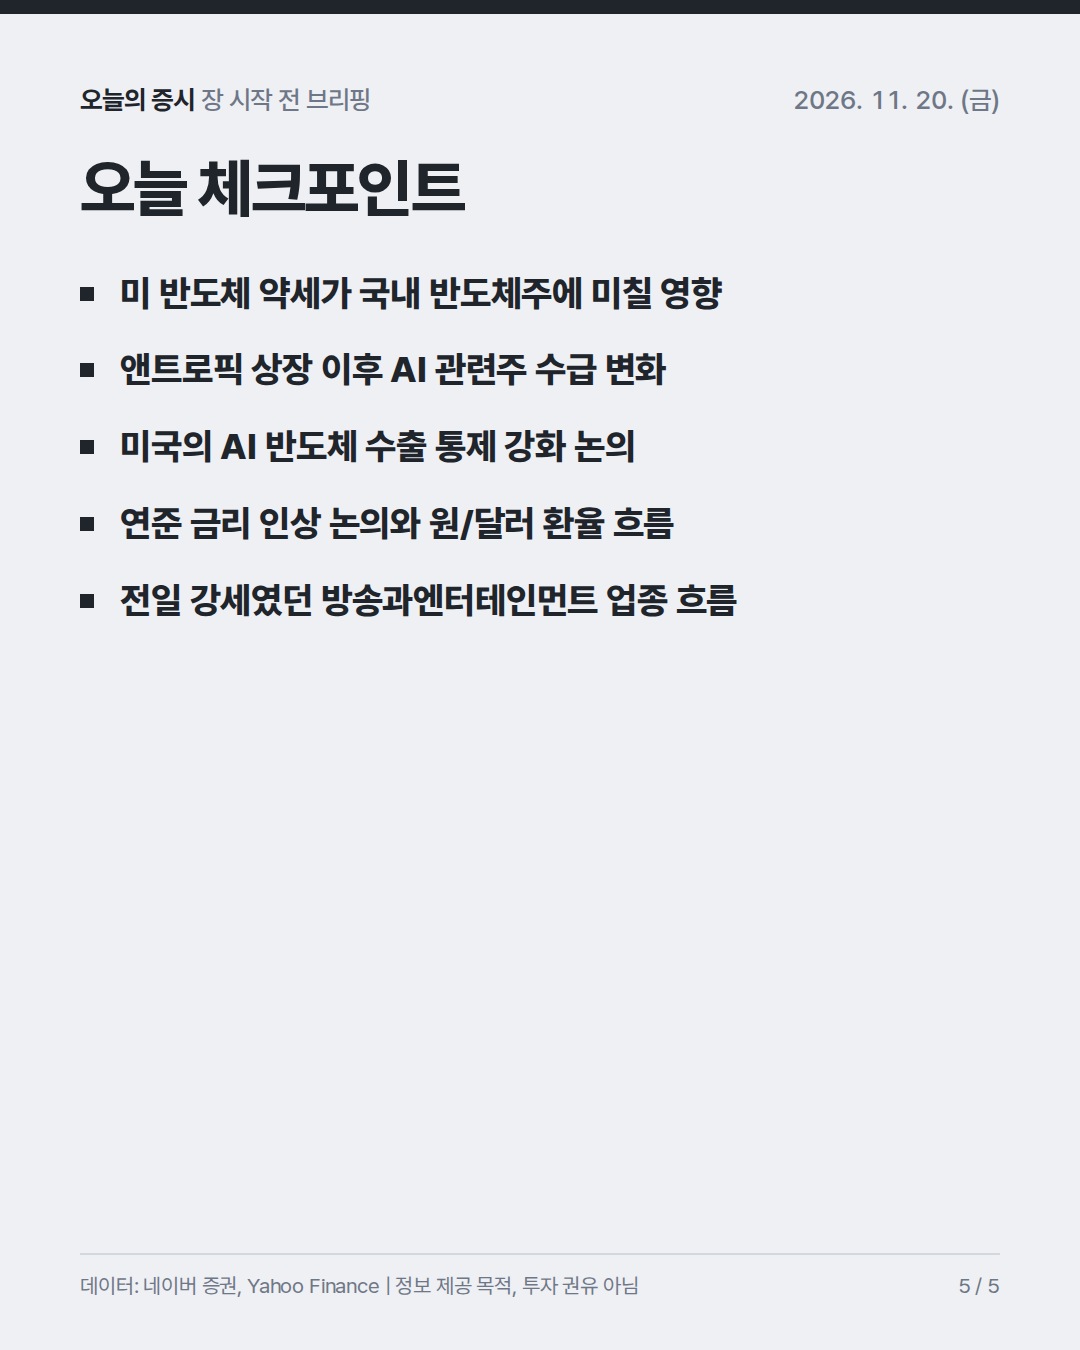 오늘의 증시 장 시작 전 브리핑 2026. 11. 20. (금)
오늘 체크포인트
■ 미 반도체 약세가 국내 반도체주에 미칠 영향
■ 앤트로픽 상장 이후 AI 관련주 수급 변화
■ 미국의 AI 반도체 수출 통제 강화 논의
■ 연준 금리 인상 논의와 원/달러 환율 흐름
■ 전일 강세였던 방송과엔터테인먼트 업종 흐름
데이터: 네이버 증권, Yahoo Finance | 정보 제공 목적, 투자 권유 아님 5 / 5